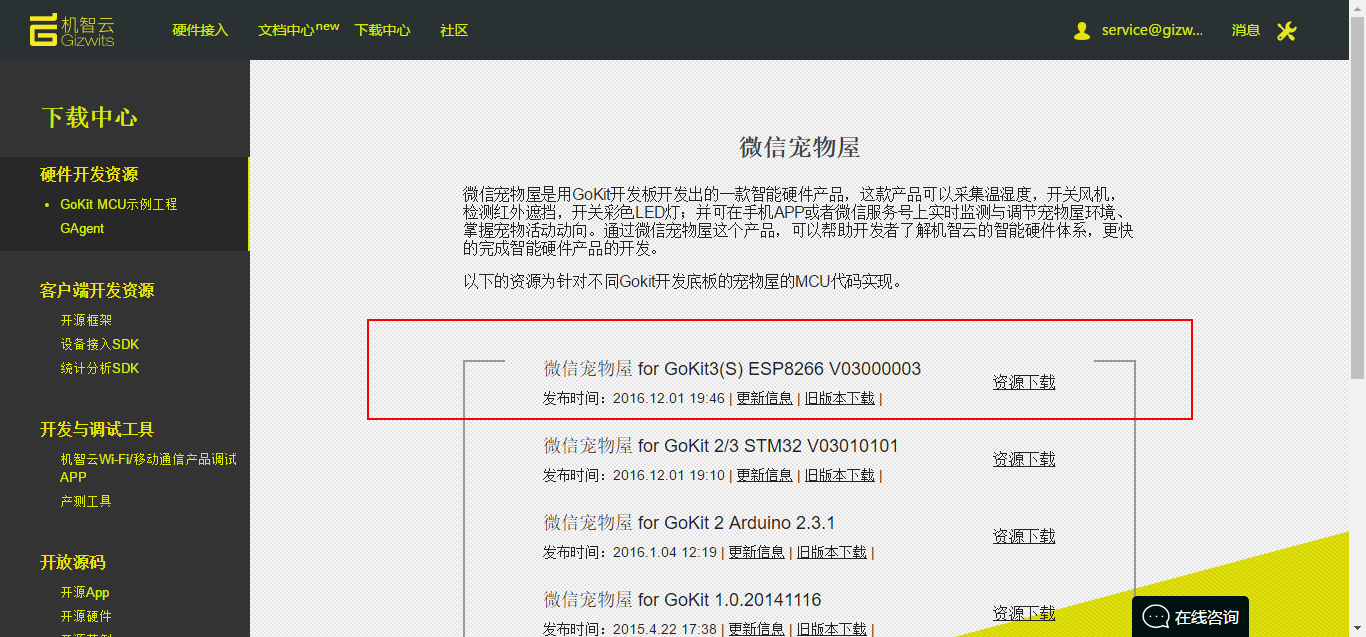 机智云
Gizwits
硬件接入
文档中心new
下载中心
社区
service@gizw...
消息
下载中心
硬件开发资源
GoKit MCU示例工程
GAgent
客户端开发资源
开源框架
设备接入SDK
统计分析SDK
开发与调试工具
机智云Wi-Fi/移动通信产品调试
APP
产测工具
开放源码
开源App
开源硬件
微信宠物屋
微信宠物屋是用GoKit开发板开发出的一款智能硬件产品，这款产品可以采集温湿度，开关风机，
检测红外遮挡，开关彩色LED灯；并可在手机APP或者微信服务号上实时监测与调节宠物屋环境、
掌握宠物活动动向。通过微信宠物屋这个产品，可以帮助开发者了解机智云的智能硬件体系，更快
的完成智能硬件产品的开发。
以下的资源为针对不同Gokit开发底板的宠物屋的MCU代码实现。
微信宠物屋 for GoKit3(S) ESP8266 V03000003
发布时间：2016.12.01 19:46 | 更新信息 | 旧版本下载 |
资源下载
微信宠物屋 for GoKit 2/3 STM32 V03010101
发布时间：2016.12.01 19:10 | 更新信息 | 旧版本下载 |
资源下载
微信宠物屋 for GoKit 2 Arduino 2.3.1
发布时间：2016.1.04 12:19 | 更新信息 | 旧版本下载 |
资源下载
微信宠物屋 for GoKit 1.0.20141116
发布时间：2015.4.22 17:38 | 更新信息 | 旧版本下载 |
资源下载
在线咨询